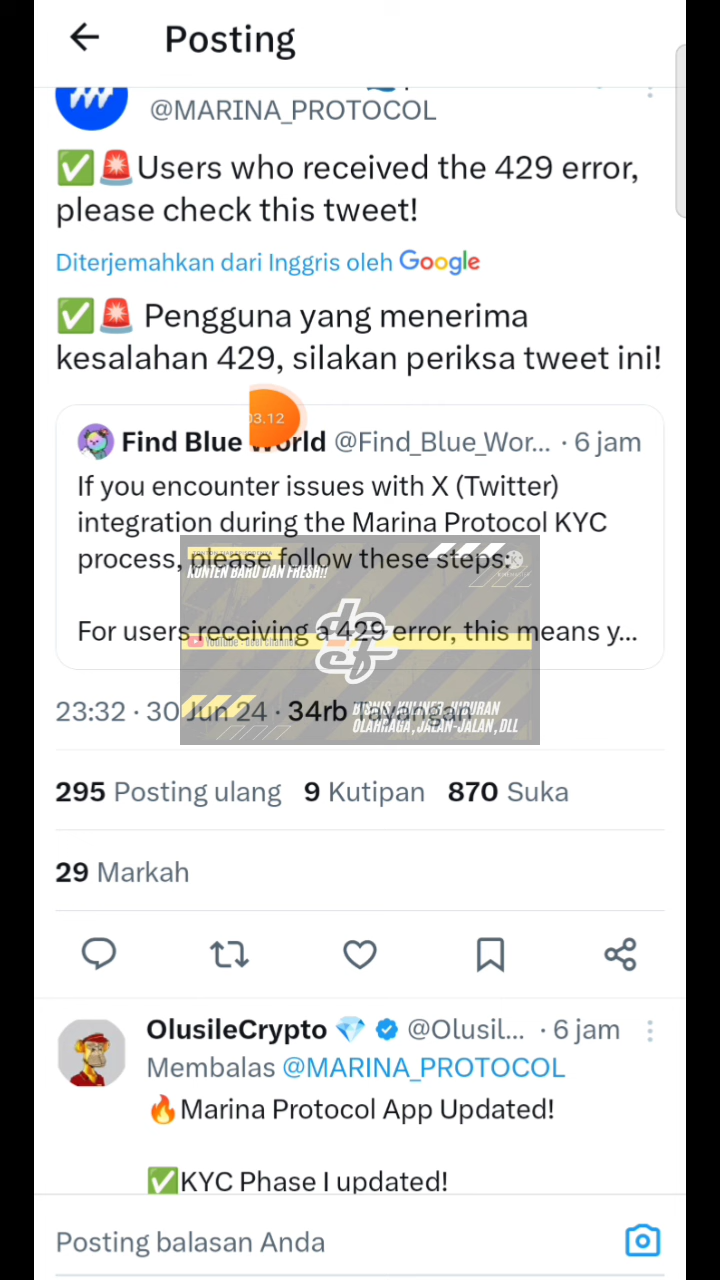 Posting
@MARINA_PROTOCOL
✅🚨Users who received the 429 error,
please check this tweet!
Diterjemahkan dari Inggris oleh Google
✅🚨 Pengguna yang menerima
kesalahan 429, silakan periksa tweet ini!
03.12
Find Blue World @Find_Blue_Wor... · 6 jam
If you encounter issues with X (Twitter)
integration during the Marina Protocol KYC
process, please follow these steps:
KONTEN BARU DAN FRESH!!
For users receiving a 429 error, this means y...
23:32 · 30 Jun 24 · 34rb Tayangan
BISNIS, KULINER, HIBURAN
OLAHRAGA, JALAN-JALAN, DLL
295 Posting ulang 9 Kutipan 870 Suka
29 Markah
OlusileCrypto 💎 @Olusil... · 6 jam
Membalas @MARINA_PROTOCOL
🔥Marina Protocol App Updated!
✅KYC Phase I updated!
Posting balasan Anda